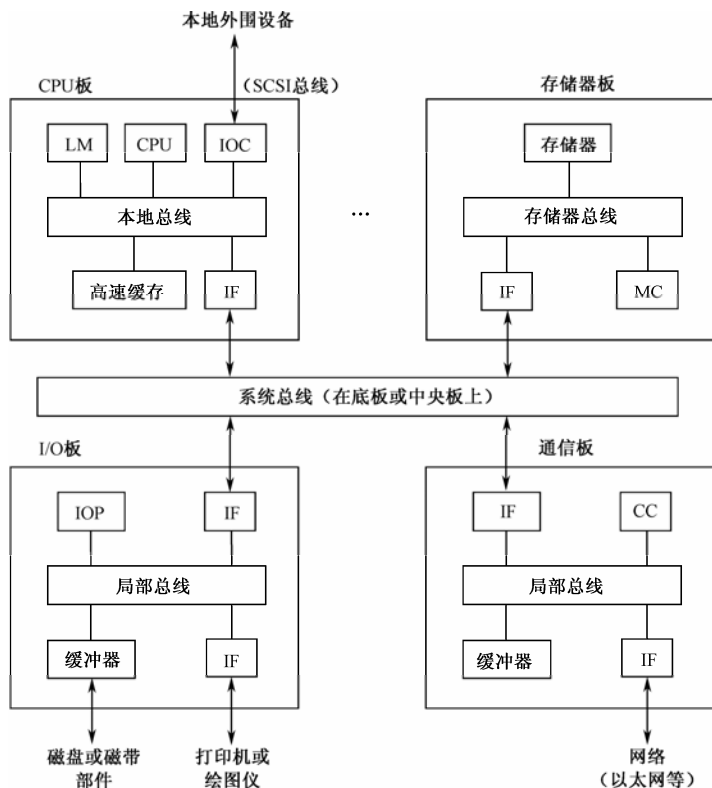 本地外围设备
CPU板
（SCSI总线）
存储器板
LM
CPU
IOC
存储器
本地总线
…
存储器总线
高速缓存
IF
IF
MC
系统总线（在底板或中央板上）
I/O板
通信板
IOP
IF
IF
CC
局部总线
局部总线
缓冲器
IF
缓冲器
IF
磁盘或磁带
部件
打印机或
绘图仪
网络
（以太网等）